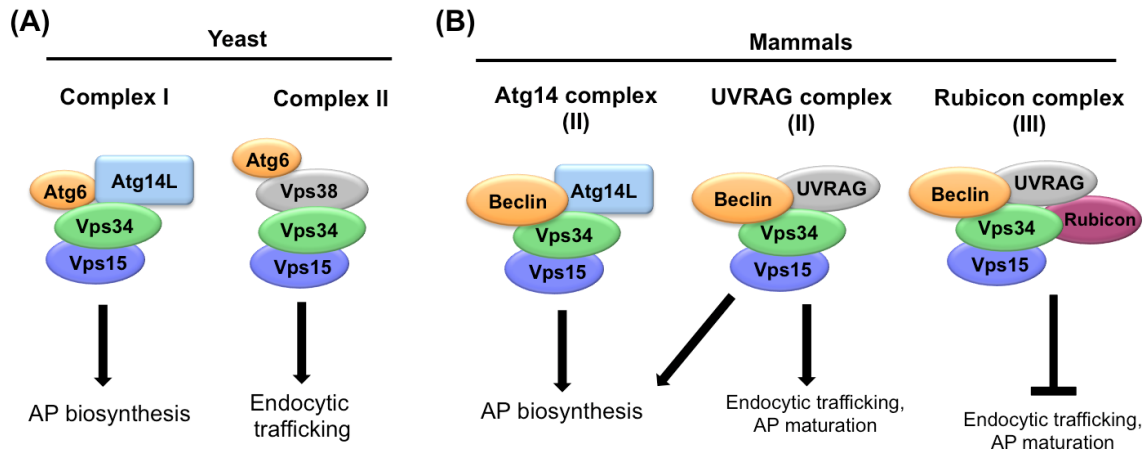 (A)
Yeast
Complex I
Complex II
Atg6
Atg14L
Vps34
Vps15
AP biosynthesis
Atg6
Vps38
Vps34
Vps15
Endocytic
trafficking
(B)
Mammals
Atg14 complex
(II)
UVRAG complex
(II)
Rubicon complex
(III)
Beclin
Atg14L
Vps34
Vps15
AP biosynthesis
Beclin
UVRAG
Vps34
Vps15
Endocytic trafficking,
AP maturation
Beclin
UVRAG
Vps34
Rubicon
Vps15
Endocytic trafficking,
AP maturation